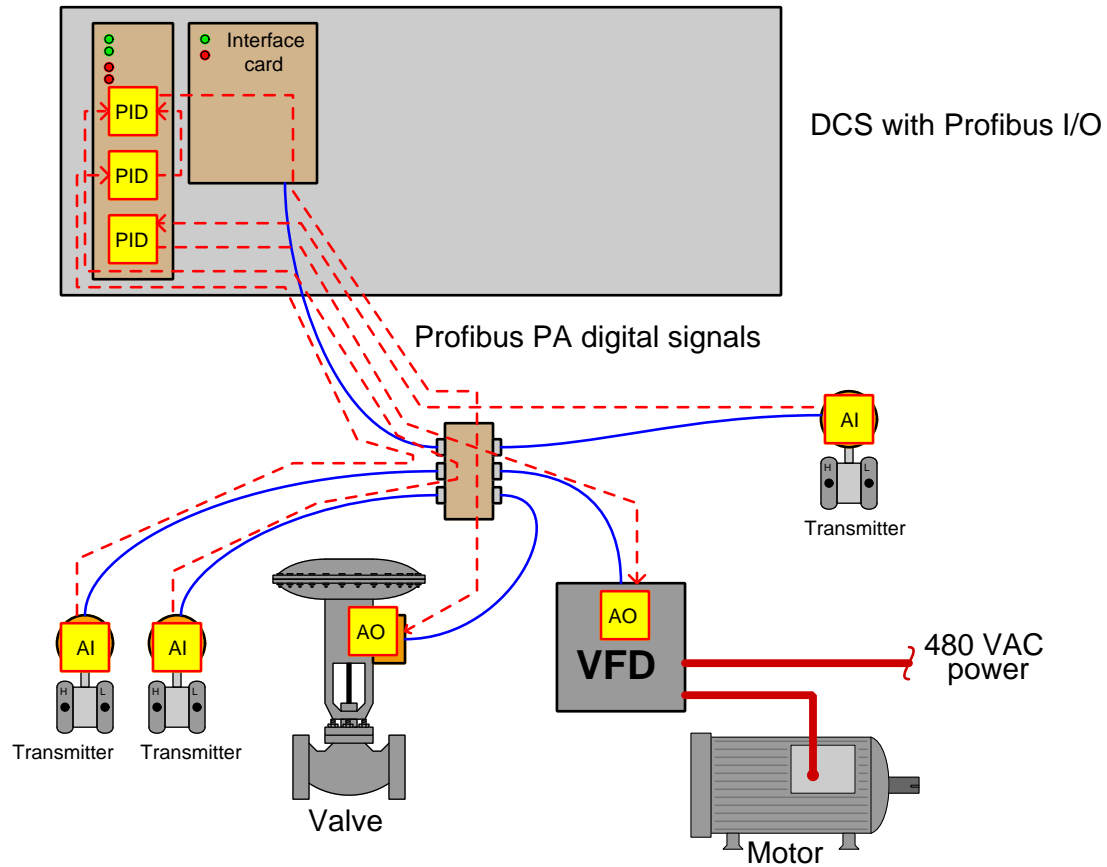 Interface
card
PID
PID
PID
DCS with Profibus I/O
Profibus PA digital signals
AI
H
L
Transmitter
AI
H
L
Transmitter
AI
H
L
Transmitter
AO
Valve
AO
VFD
480 VAC
power
Motor